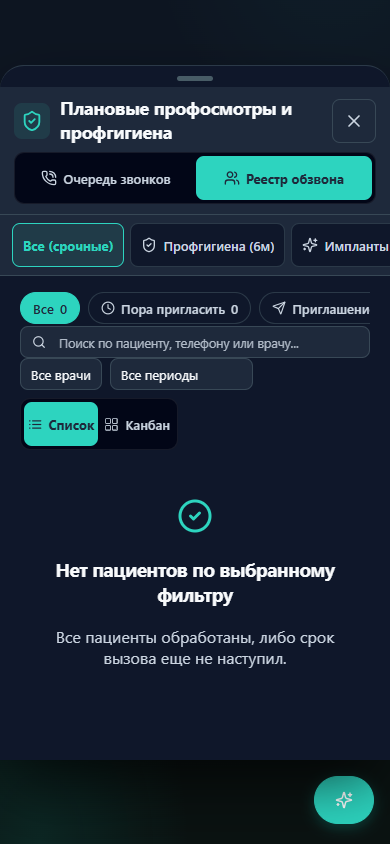 Плановые профосмотры и
профгигиена
Очередь звонков
Реестр обзвона
Все (срочные)
Профгигиена (6м)
Импланты
Все 0
Пора пригласить 0
Приглашени
Поиск по пациенту, телефону или врачу...
Все врачи
Все периоды
Список
Канбан
Нет пациентов по выбранному
фильтру
Все пациенты обработаны, либо срок
вызова еще не наступил.